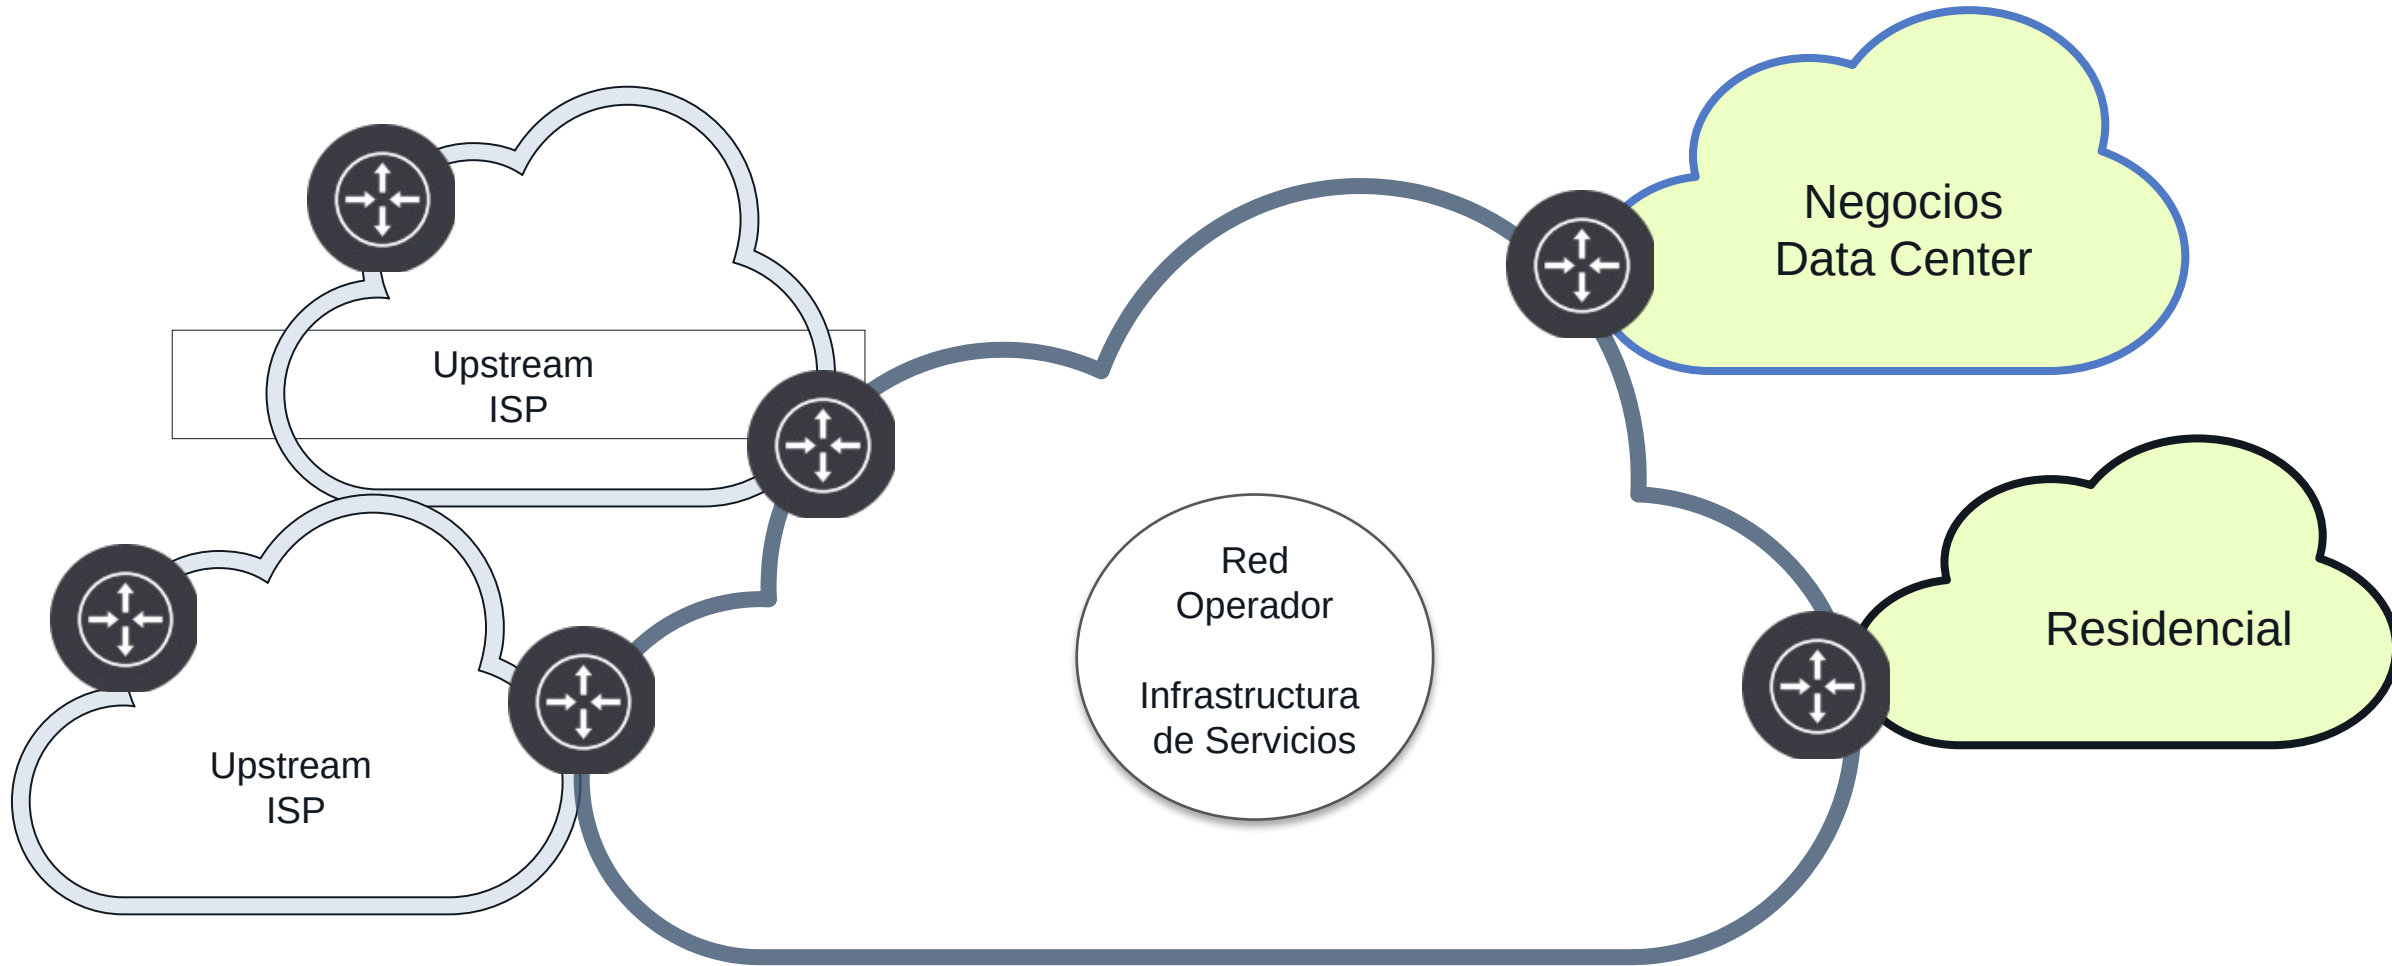 Negocios
Data Center
Upstream
ISP
Red
Operador
Infrastructura
de Servicios
Residencial
Upstream
ISP